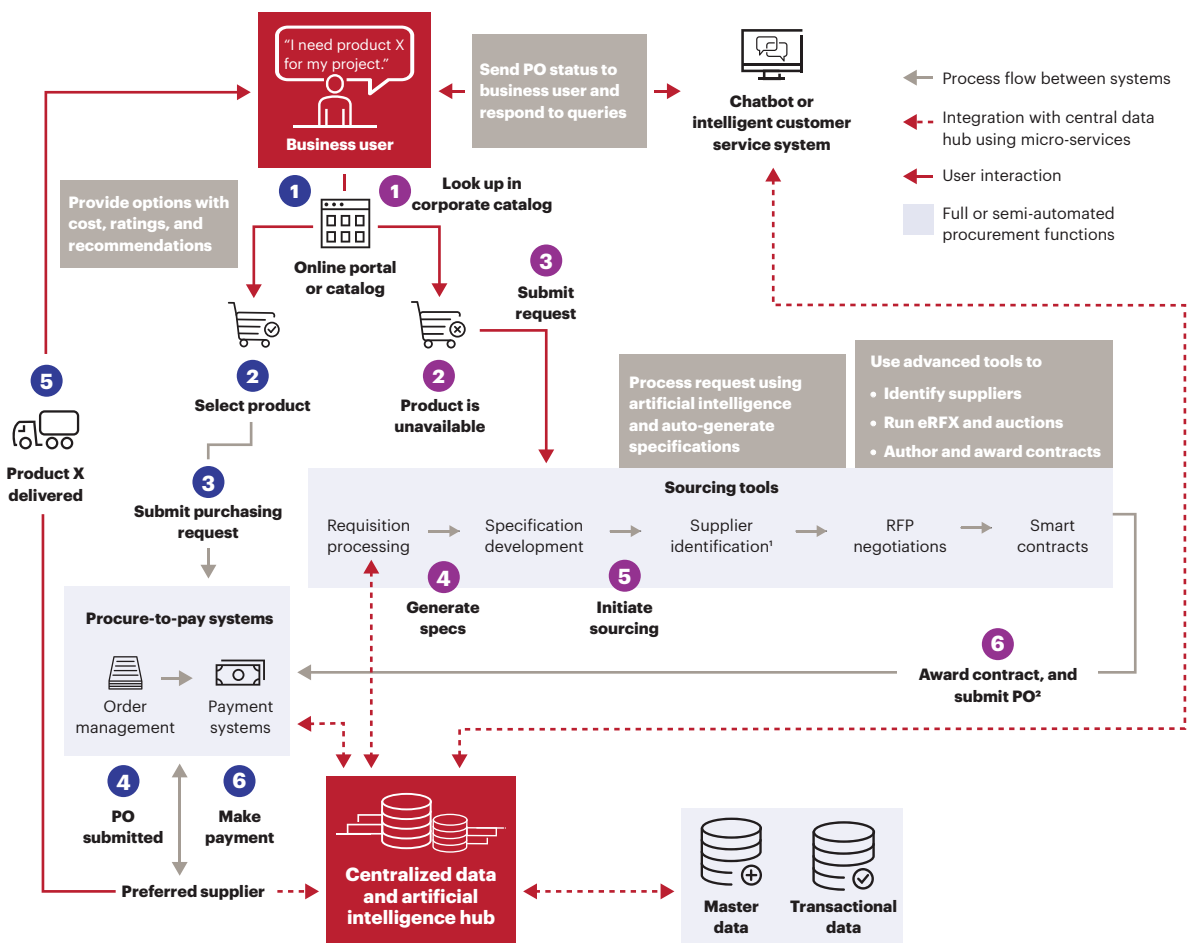 “I need product X
for my project.”
Business user
Send PO status to
business user and
respond to queries
Chatbot or
intelligent customer
service system
Process flow between systems
Integration with central data
hub using micro-services
User interaction
Full or semi-automated
procurement functions
1
1
Look up in
corporate catalog
Provide options with
cost, ratings, and
recommendations
Online portal
or catalog
3
Submit
request
2
Select product
2
Product is
unavailable
5
Product X
delivered
3
Submit purchasing
request
Process request using
artificial intelligence
and auto-generate
specifications
Use advanced tools to
• Identify suppliers
• Run eRFX and auctions
• Author and award contracts
Sourcing tools
Requisition
processing
Specification
development
Supplier
identification¹
RFP
negotiations
Smart
contracts
4
Generate
specs
5
Initiate
sourcing
6
Award contract, and
submit PO²
Procure-to-pay systems
Order
management
Payment
systems
4
PO
submitted
6
Make
payment
Preferred supplier
Centralized data
and artificial
intelligence hub
Master
data
Transactional
data